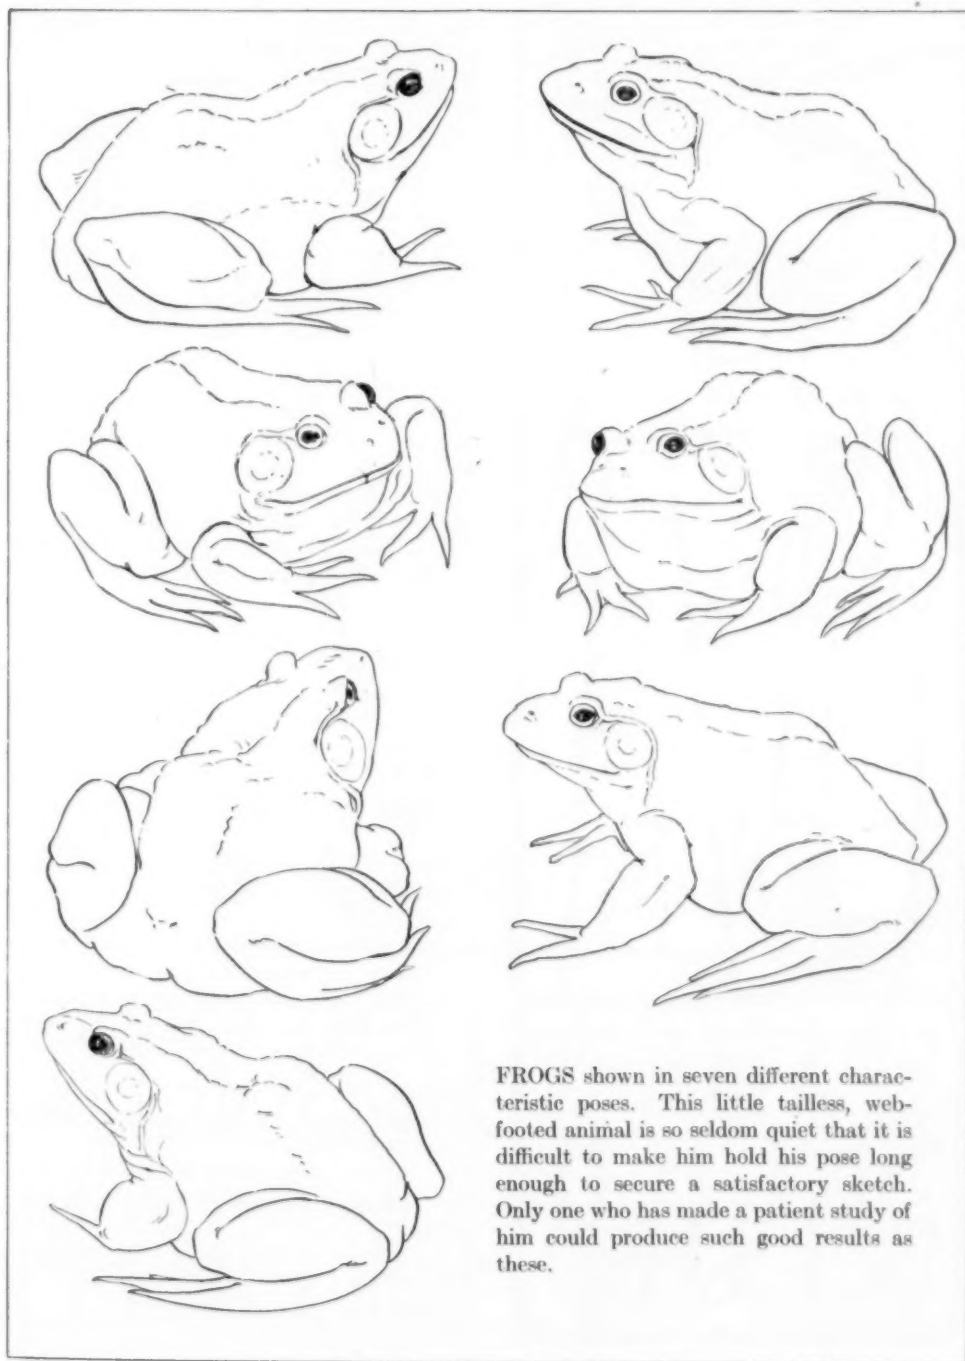 FROGS shown in seven different charac-
teristic poses. This little tailless, web-
footed animal is so seldom quiet that it is
difficult to make him hold his pose long
enough to secure a satisfactory sketch.
Only one who has made a patient study of
him could produce such good results as
these.